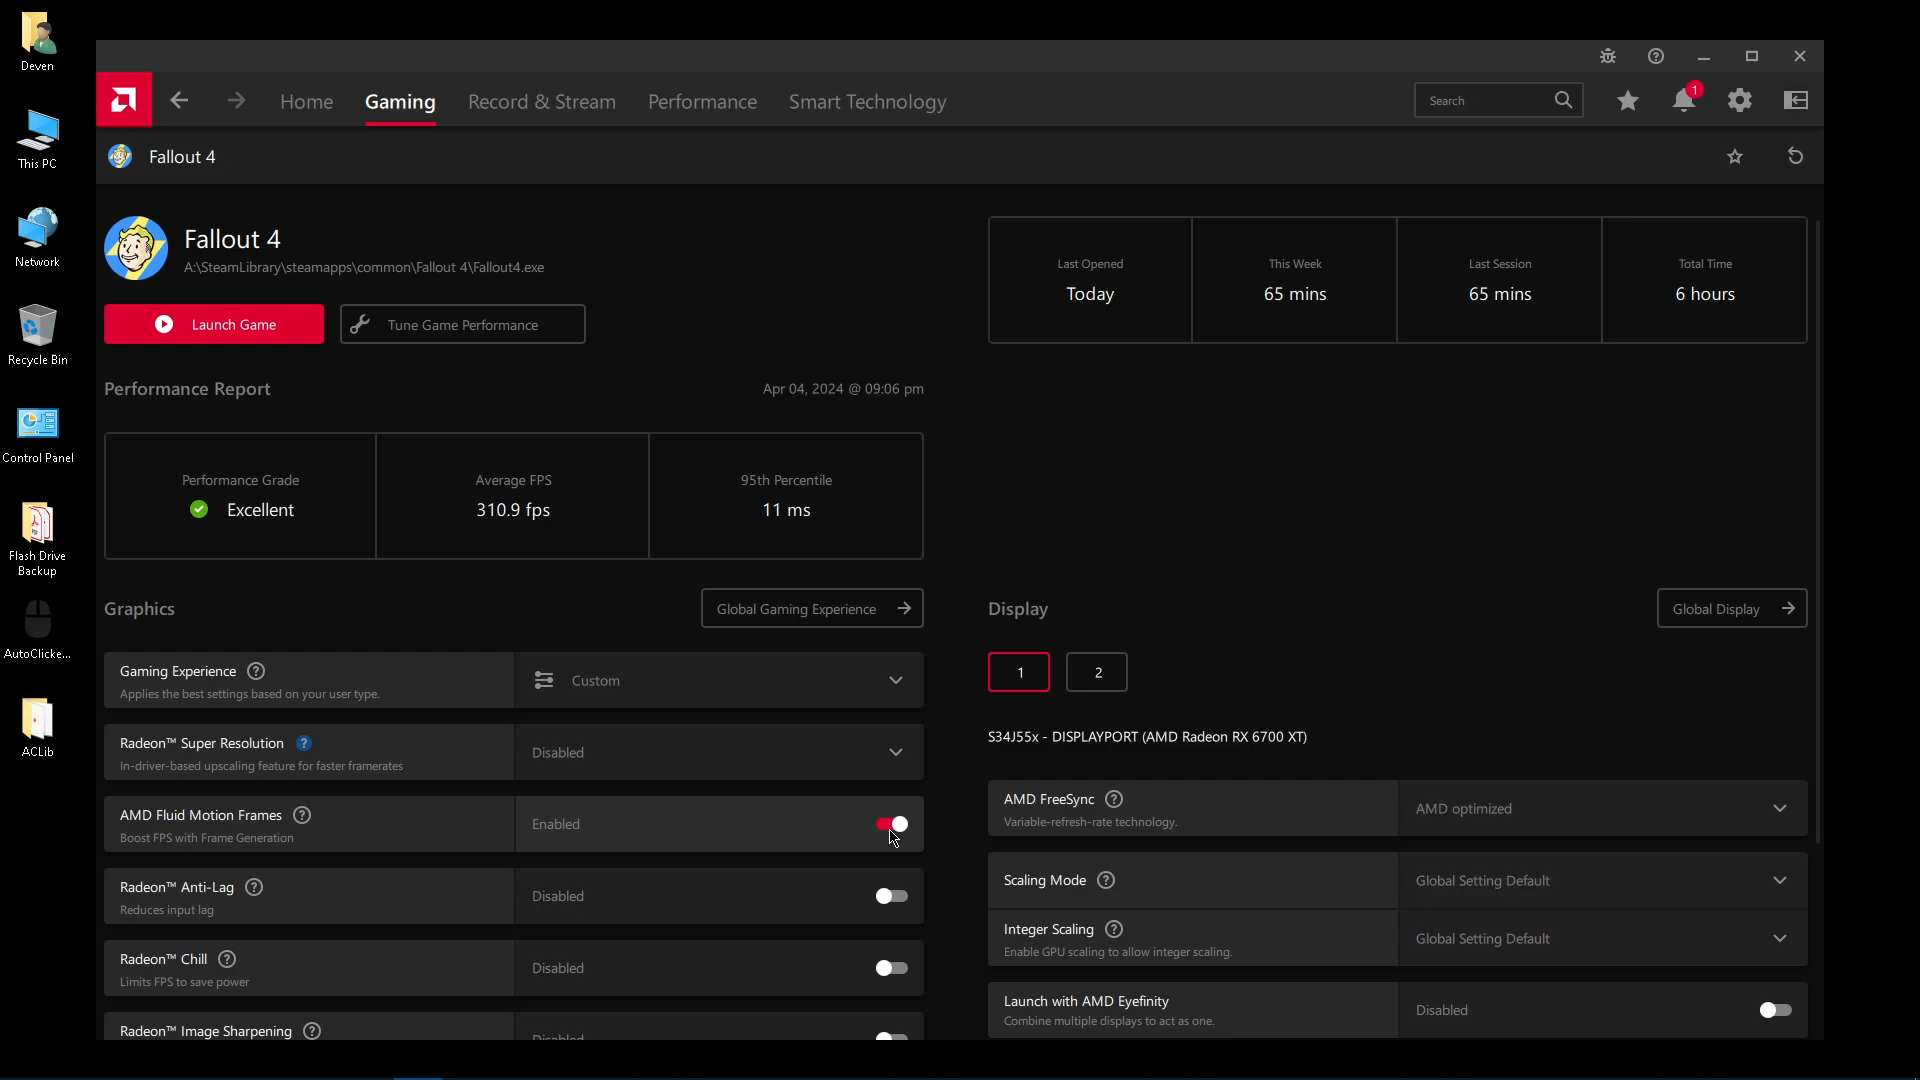 Deven
This PC
Network
Recycle Bin
Control Panel
Flash Drive
Backup
AutoClicke...
ACLib
Home
Gaming
Record & Stream
Performance
Smart Technology
Search
1
Fallout 4
Fallout 4
A:\SteamLibrary\steamapps\common\Fallout 4\Fallout4.exe
Launch Game
Tune Game Performance
Last Opened
Today
This Week
65 mins
Last Session
65 mins
Total Time
6 hours
Performance Report
Apr 04, 2024 @ 09:06 pm
Performance Grade
Excellent
Average FPS
310.9 fps
95th Percentile
11 ms
Graphics
Global Gaming Experience
Gaming Experience
Applies the best settings based on your user type.
Custom
Radeon™ Super Resolution
In-driver-based upscaling feature for faster framerates
Disabled
AMD Fluid Motion Frames
Boost FPS with Frame Generation
Enabled
Radeon™ Anti-Lag
Reduces input lag
Disabled
Radeon™ Chill
Limits FPS to save power
Disabled
Radeon™ Image Sharpening
Disabled
Display
Global Display
1
2
S34J55x - DISPLAYPORT (AMD Radeon RX 6700 XT)
AMD FreeSync
Variable-refresh-rate technology.
AMD optimized
Scaling Mode
Global Setting Default
Integer Scaling
Enable GPU scaling to allow integer scaling.
Global Setting Default
Launch with AMD Eyefinity
Combine multiple displays to act as one.
Disabled